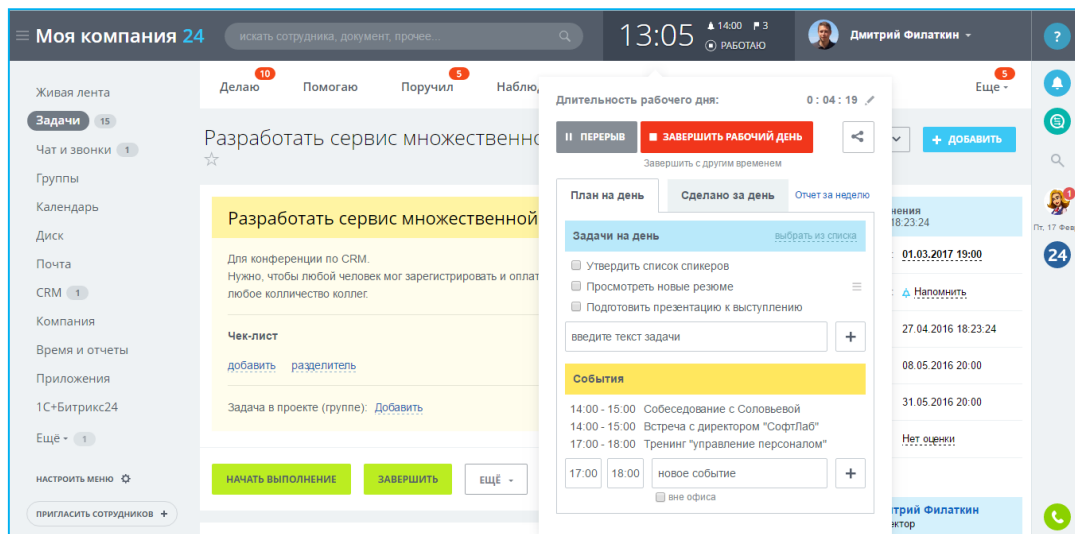 Моя компания 24
искать сотрудника, документ, прочее...
13:05
14:00 3
РАБОТАЮ
Дмитрий Филаткин
?
Живая лента
Задачи 15
Чат и звонки 1
Группы
Календарь
Диск
Почта
CRM 1
Компания
Время и отчеты
Приложения
1С+Битрикс24
Ещё 1
НАСТРОИТЬ МЕНЮ
ПРИГЛАСИТЬ СОТРУДНИКОВ +
10
Делаю
Помогаю
5
Поручил
Наблю
5
Еще
Разработать сервис множественно
+ ДОБАВИТЬ
Разработать сервис множественной
Для конференции по CRM.
Нужно, чтобы любой человек мог зарегистрировать и оплат
любое колличество коллег.
Чек-лист
добавить разделитель
Задача в проекте (группе): Добавить
НАЧАТЬ ВЫПОЛНЕНИЕ
ЗАВЕРШИТЬ
ЕЩЁ
Длительность рабочего дня: 0 : 04 : 19
ПЕРЕРЫВ
ЗАВЕРШИТЬ РАБОЧИЙ ДЕНЬ
Завершить с другим временем
План на день
Сделано за день
Отчет за неделю
Задачи на день
выбрать из списка
Утвердить список спикеров
Просмотреть новые резюме
Подготовить презентацию к выступлению
введите текст задачи +
События
14:00 - 15:00 Собеседование с Соловьевой
14:00 - 15:00 Встреча с директором "СофтЛаб"
17:00 - 18:00 Тренинг "управление персоналом"
17:00 18:00 новое событие +
вне офиса
нения
18:23:24
01.03.2017 19:00
Напомнить
27.04.2016 18:23:24
08.05.2016 20:00
31.05.2016 20:00
Нет оценки
трий Филаткин
ектор
1
Пт, 17 Фев
24